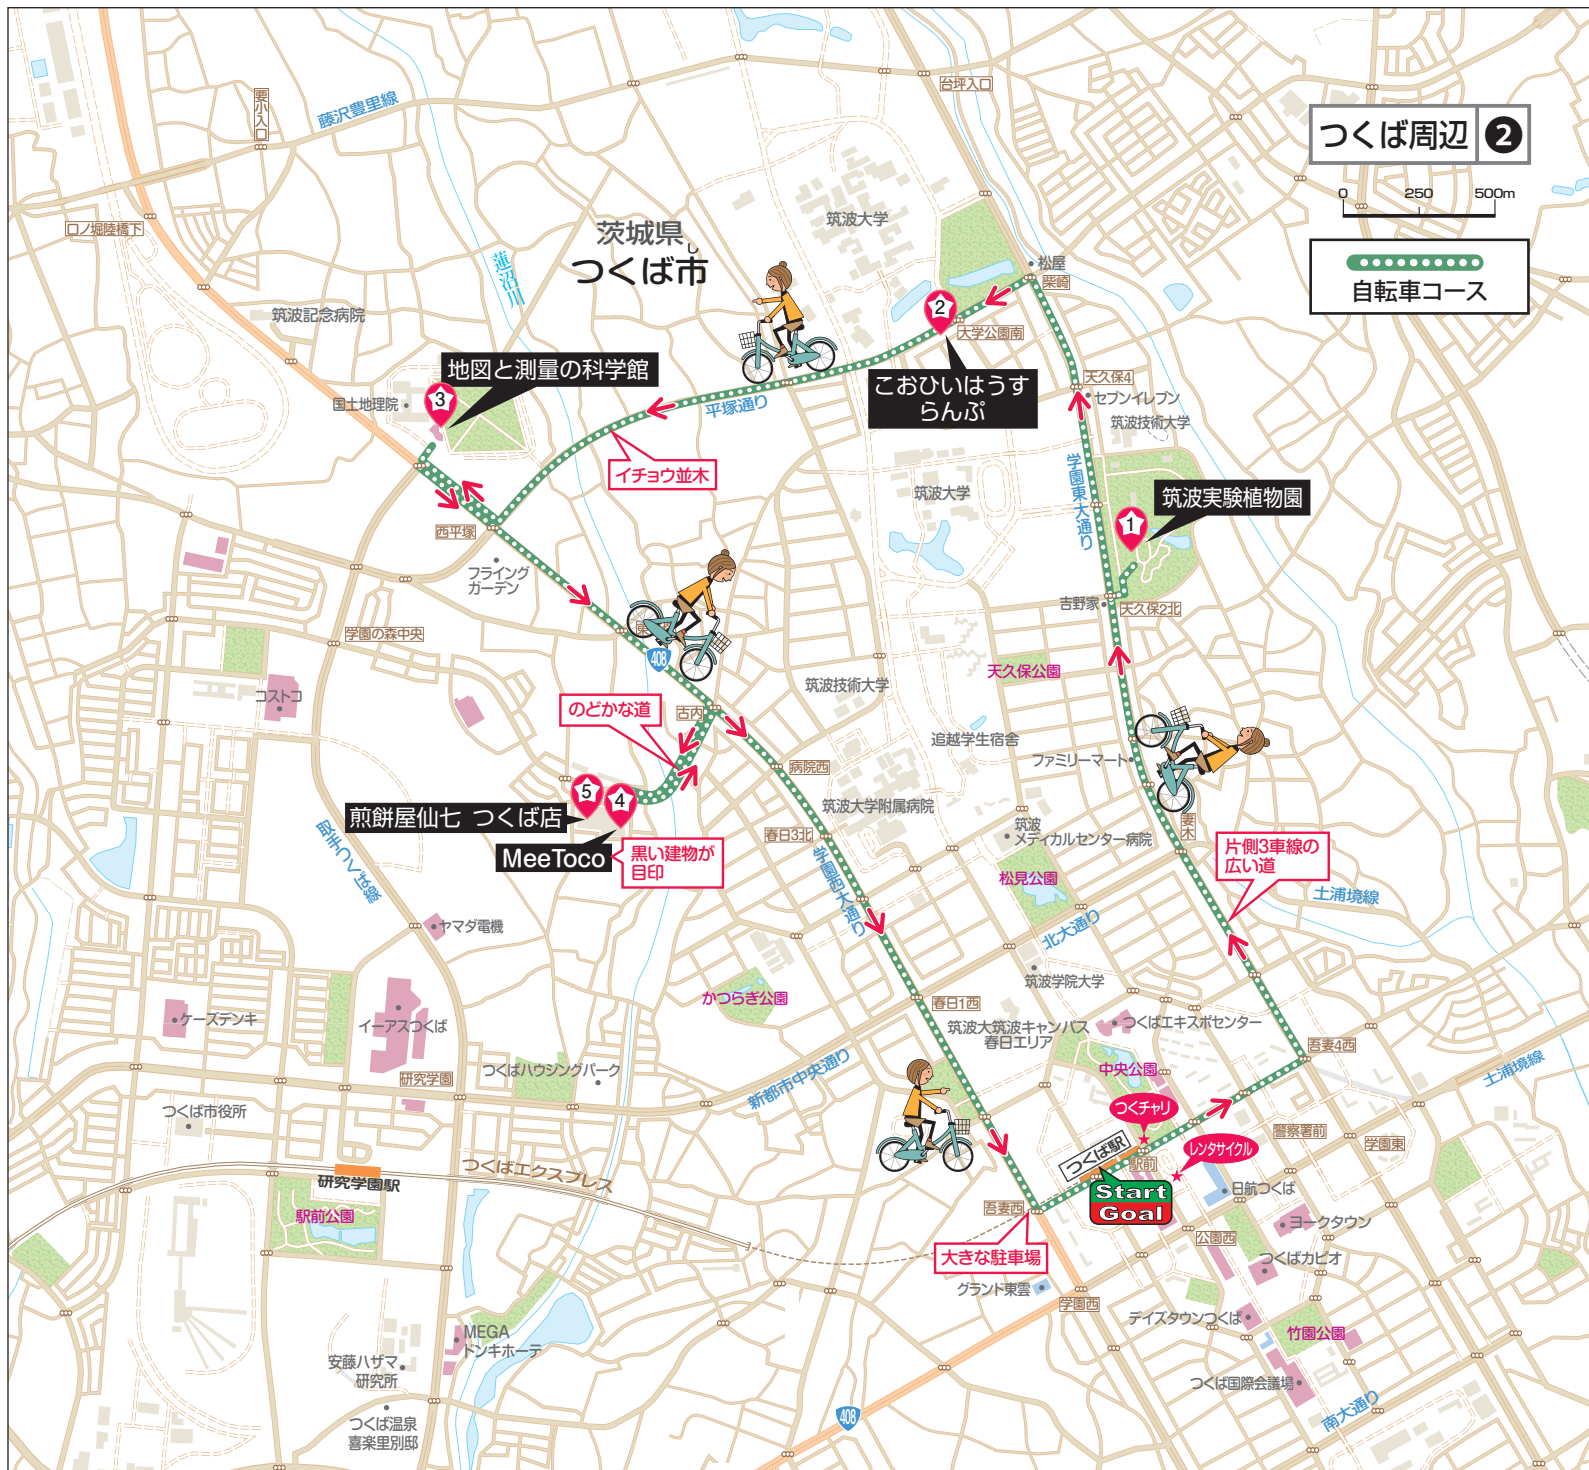 台坪入口
要小入口
藤沢豊里線
つくば周辺 2
0 250 500m
自転車コース
口ノ堀陸橋下
茨城県
し
つくば市
蓮沼川
筑波大学
松屋
柴崎
筑波記念病院
2
大学公園南
地図と測量の科学館
国土地理院
3
こおひいはうす
らんぷ
天久保4
セブンイレブン
平塚通り
筑波技術大学
イチョウ並木
学園東大通り
筑波大学
筑波実験植物園
1
西平塚
フライング
ガーデン
吉野家
天久保2北
学園の森中央
408
天久保公園
筑波技術大学
コストコ
のどかな道
古内
追越学生宿舎
ファミリーマート
病院西
5
4
煎餅屋仙七 つくば店
筑波大学附属病院
妻木
春日3北
筑波
メディカルセンター病院
MeeToco
黒い建物が
目印
片側3車線の
広い道
学園西大通り
松見公園
土浦境線
取手つくば線
ヤマダ電機
北大通り
筑波学院大学
かつらぎ公園
春日1西
ケーズデンキ
イーアスつくば
筑波大筑波キャンパス
春日エリア
つくばエキスポセンター
吾妻4西
つくばハウジングパーク
研究学園
新都市中央通り
中央公園
土浦境線
つくば市役所
つくチャリ
警察署前
学園東
つくば駅
駅前
レンタサイクル
つくばエクスプレス
研究学園駅
Start
Goal
日航つくば
駅前公園
吾妻西
ヨークタウン
公園西
大きな駐車場
つくばカピオ
グランド東雲
学園西
デイズタウンつくば
竹園公園
MEGA
ドンキホーテ
安藤ハザマ
研究所
つくば国際会議場
408
南大通り
つくば温泉
喜楽里別邸